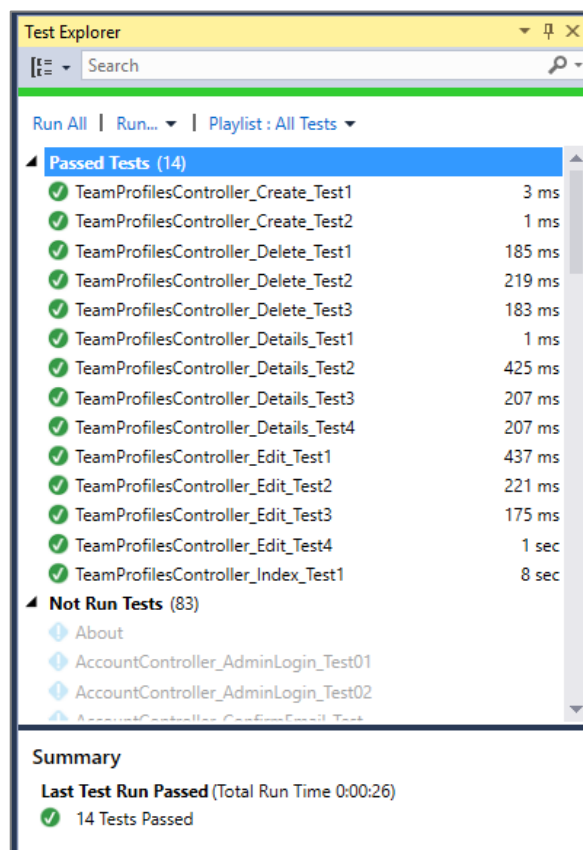 Test Explorer
Search
Run All | Run... | Playlist : All Tests
Passed Tests (14)
TeamProfilesController_Create_Test1 3 ms
TeamProfilesController_Create_Test2 1 ms
TeamProfilesController_Delete_Test1 185 ms
TeamProfilesController_Delete_Test2 219 ms
TeamProfilesController_Delete_Test3 183 ms
TeamProfilesController_Details_Test1 1 ms
TeamProfilesController_Details_Test2 425 ms
TeamProfilesController_Details_Test3 207 ms
TeamProfilesController_Details_Test4 207 ms
TeamProfilesController_Edit_Test1 437 ms
TeamProfilesController_Edit_Test2 221 ms
TeamProfilesController_Edit_Test3 175 ms
TeamProfilesController_Edit_Test4 1 sec
TeamProfilesController_Index_Test1 8 sec
Not Run Tests (83)
About
AccountController_AdminLogin_Test01
AccountController_AdminLogin_Test02
AccountController_ConfirmEmail_Test
Summary
Last Test Run Passed (Total Run Time 0:00:26)
14 Tests Passed